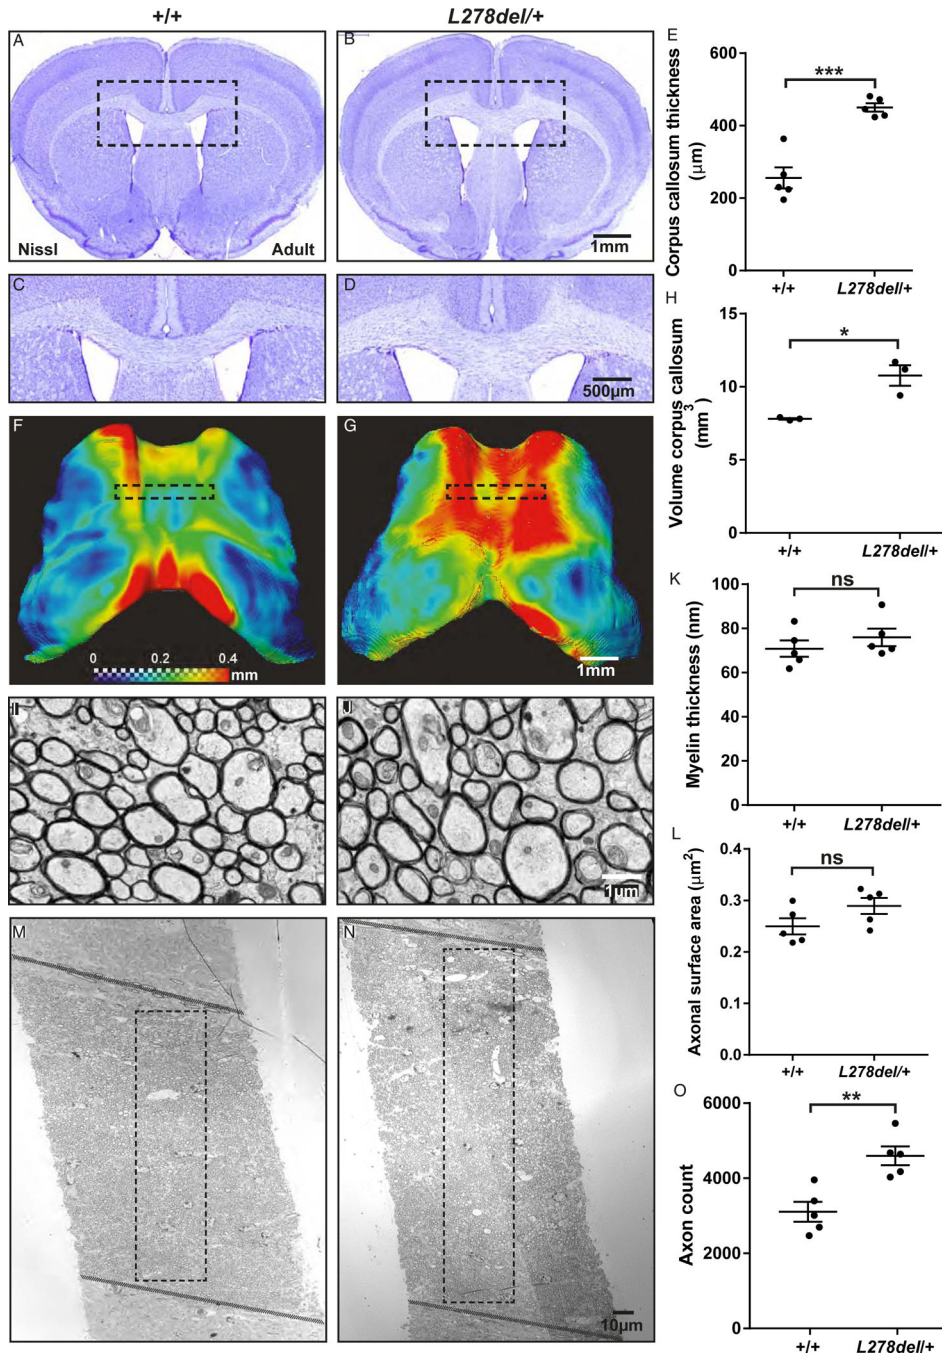 +/+ L278del/+
A B
Nissl Adult 1mm
C D
500µm
F G
0 0.2 0.4
mm 1mm
I J
1µm
M N
10µm
E
Corpus callosum thickness
(µm)
600
400
200
0
***
+/+ L278del/+
H
Volume corpus callosum
(mm³)
15
10
5
0
*
+/+ L278del/+
K
Myelin thickness (nm)
100
80
60
40
20
0
ns
+/+ L278del/+
L
Axonal surface area (µm²)
0.4
0.3
0.2
0.1
0.0
ns
+/+ L278del/+
O
Axon count
6000
4000
2000
0
**
+/+ L278del/+